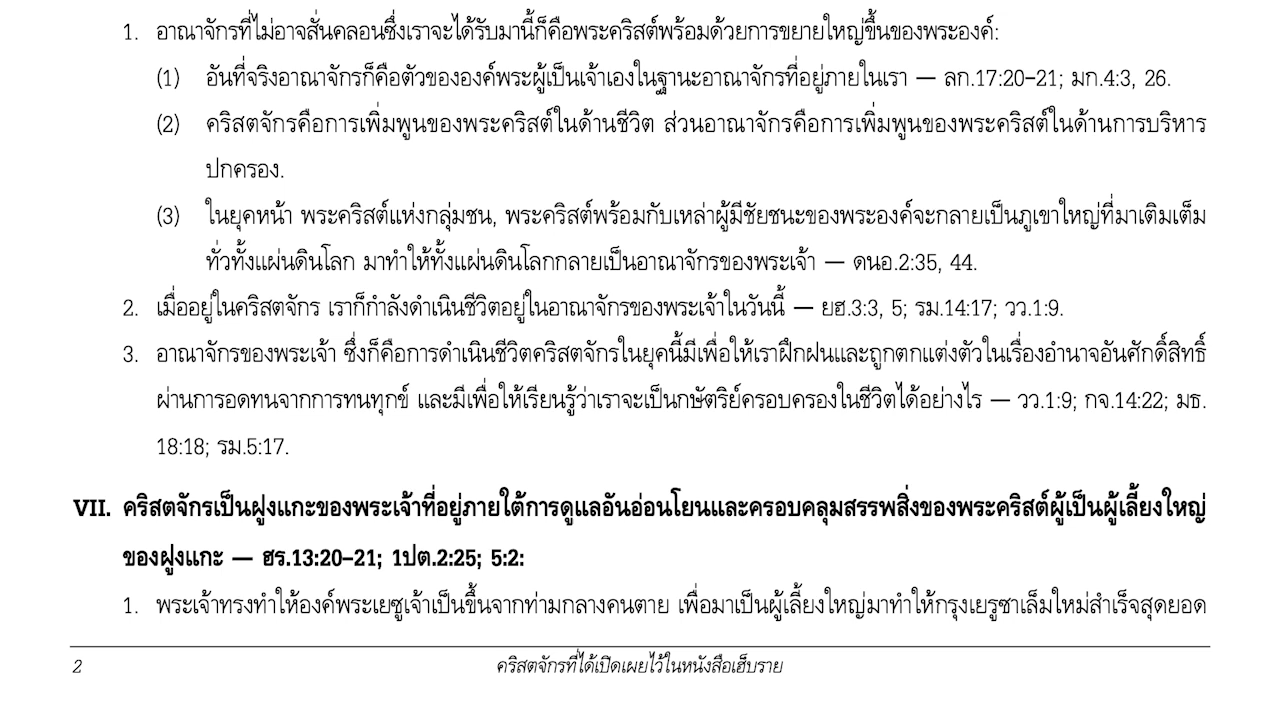 1. อาณาจักรที่ไม่อาจสั่นคลอนซึ่งเราจะได้รับมานี้ก็คือพระคริสต์พร้อมด้วยการขยายใหญ่ขึ้นของพระองค์:
(1) อันที่จริงอาณาจักรก็คือตัวขององค์พระผู้เป็นเจ้าเองในฐานะอาณาจักรที่อยู่ภายในเรา — ลก.17:20–21; มก.4:3, 26.
(2) คริสตจักรคือการเพิ่มพูนของพระคริสต์ในด้านชีวิต ส่วนอาณาจักรคือการเพิ่มพูนของพระคริสต์ในด้านการบริหาร
ปกครอง.
(3) ในยุคหน้า พระคริสต์แห่งกลุ่มชน, พระคริสต์พร้อมกับเหล่าผู้มีชัยชนะของพระองค์จะกลายเป็นภูเขาใหญ่ที่มาเติมเต็ม
ทั่วทั้งแผ่นดินโลก มาทำให้ทั้งแผ่นดินโลกกลายเป็นอาณาจักรของพระเจ้า — ดนอ.2:35, 44.
2. เมื่ออยู่ในคริสตจักร เราก็กำลังดำเนินชีวิตอยู่ในอาณาจักรของพระเจ้าในวันนี้ — ยฮ.3:3, 5; รม.14:17; วว.1:9.
3. อาณาจักรของพระเจ้า ซึ่งก็คือการดำเนินชีวิตคริสตจักรในยุคนี้มีเพื่อให้เราฝึกฝนและถูกตกแต่งตัวในเรื่องอำนาจอันศักดิ์สิทธิ์
ผ่านการอดทนจากการทนทุกข์ และมีเพื่อให้เรียนรู้ว่าเราจะเป็นกษัตริย์ครอบครองในชีวิตได้อย่างไร — วว.1:9; กจ.14:22; มธ.
18:18; รม.5:17.
VII. คริสตจักรเป็นฝูงแกะของพระเจ้าที่อยู่ภายใต้การดูแลอันอ่อนโยนและครอบคลุมสรรพสิ่งของพระคริสต์ผู้เป็นผู้เลี้ยงใหญ่
ของฝูงแกะ — ฮร.13:20–21; 1ปต.2:25; 5:2:
1. พระเจ้าทรงทำให้องค์พระเยซูเจ้าเป็นขึ้นจากท่ามกลางคนตาย เพื่อมาเป็นผู้เลี้ยงใหญ่มาทำให้กรุงเยรูซาเล็มใหม่สำเร็จสุดยอด
2 คริสตจักรที่ได้เปิดเผยไว้ในหนังสือเฮ็บราย